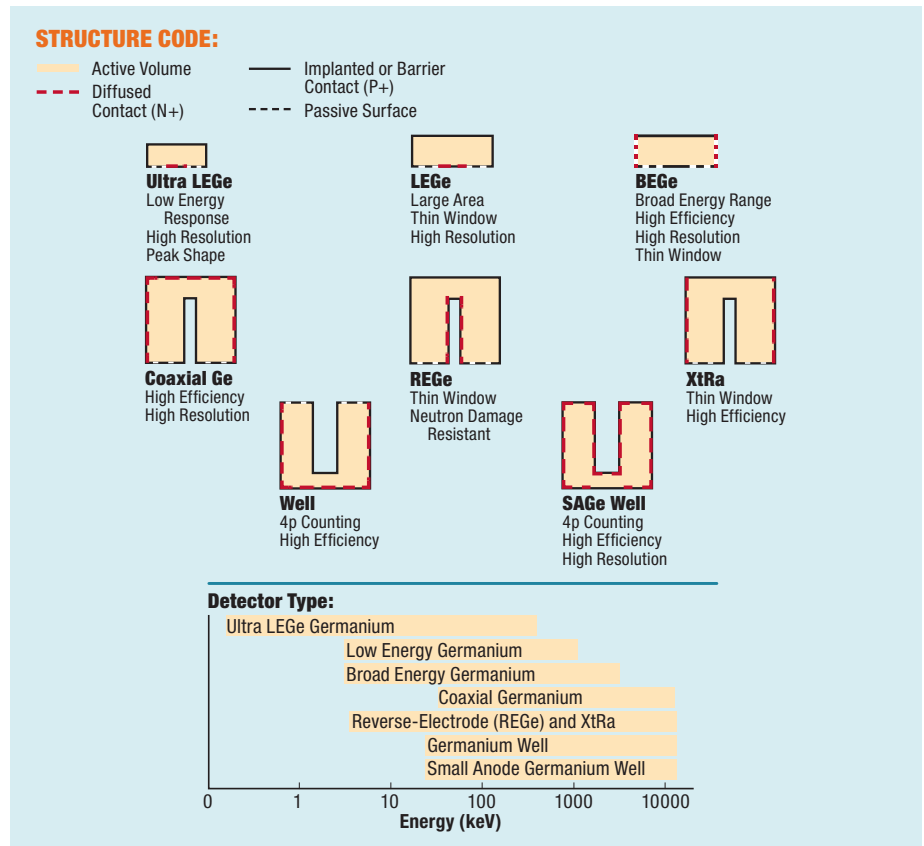 STRUCTURE CODE:
Active Volume
Diffused
Contact (N+)
Implanted or Barrier
Contact (P+)
Passive Surface
Ultra LEGe
Low Energy
Response
High Resolution
Peak Shape
LEGe
Large Area
Thin Window
High Resolution
BEGe
Broad Energy Range
High Efficiency
High Resolution
Thin Window
Coaxial Ge
High Efficiency
High Resolution
REGe
Thin Window
Neutron Damage
Resistant
XtRa
Thin Window
High Efficiency
Well
4p Counting
High Efficiency
SAGe Well
4p Counting
High Efficiency
High Resolution
Detector Type:
Ultra LEGe Germanium
Low Energy Germanium
Broad Energy Germanium
Coaxial Germanium
Reverse-Electrode (REGe) and XtRa
Germanium Well
Small Anode Germanium Well
0 1 10 100 1000 10000
Energy (keV)